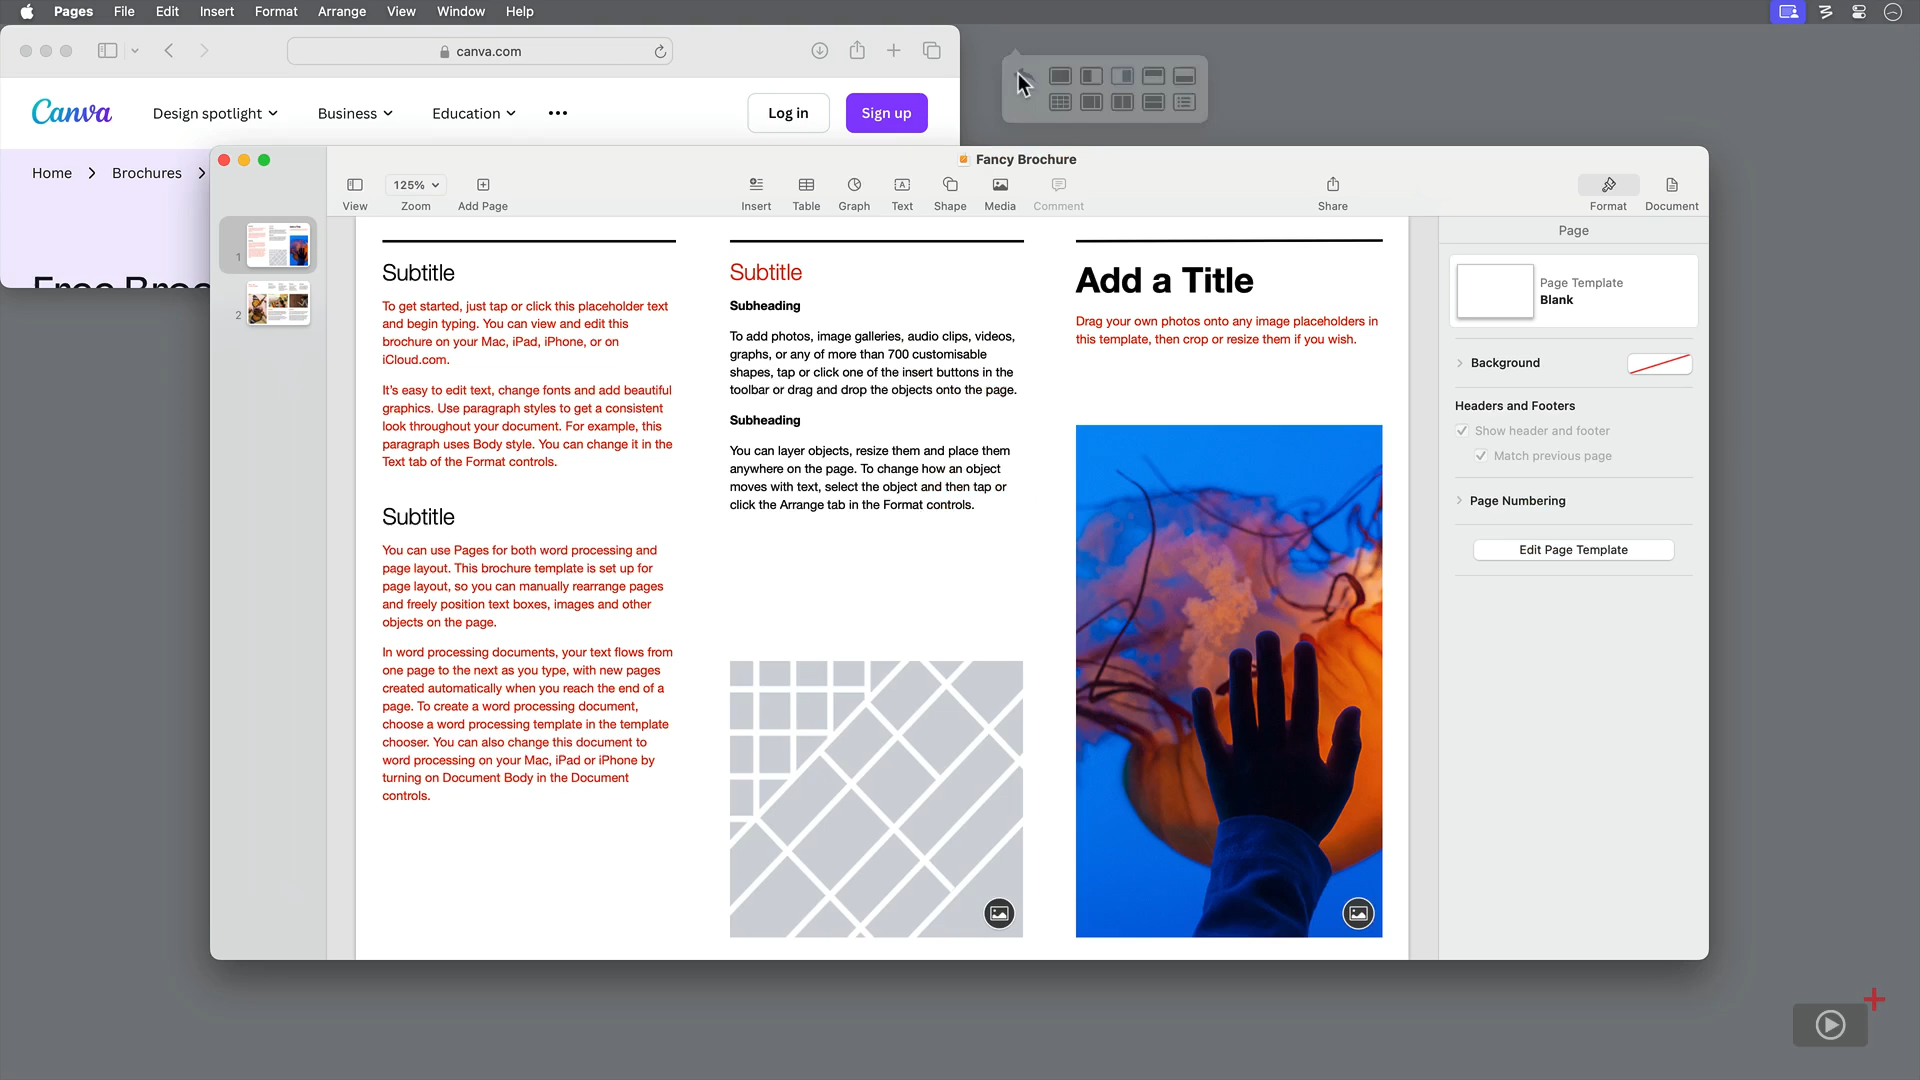 Pages File Edit Insert Format Arrange View Window Help
canva.com
Canva Design spotlight Business Education Log in Sign up
Home Brochures
Fancy Brochure
125%
View Zoom Add Page Insert Table Graph Text Shape Media Comment Share Format Document
1
2
Subtitle
To get started, just tap or click this placeholder text
and begin typing. You can view and edit this
brochure on your Mac, iPad, iPhone, or on
iCloud.com.
It's easy to edit text, change fonts and add beautiful
graphics. Use paragraph styles to get a consistent
look throughout your document. For example, this
paragraph uses Body style. You can change it in the
Text tab of the Format controls.
Subtitle
You can use Pages for both word processing and
page layout. This brochure template is set up for
page layout, so you can manually rearrange pages
and freely position text boxes, images and other
objects on the page.
In word processing documents, your text flows from
one page to the next as you type, with new pages
created automatically when you reach the end of a
page. To create a word processing document,
choose a word processing template in the template
chooser. You can also change this document to
word processing on your Mac, iPad or iPhone by
turning on Document Body in the Document
controls.
Subtitle
Subheading
To add photos, image galleries, audio clips, videos,
graphs, or any of more than 700 customisable
shapes, tap or click one of the insert buttons in the
toolbar or drag and drop the objects onto the page.
Subheading
You can layer objects, resize them and place them
anywhere on the page. To change how an object
moves with text, select the object and then tap or
click the Arrange tab in the Format controls.
Add a Title
Drag your own photos onto any image placeholders in
this template, then crop or resize them if you wish.
Page
Page Template
Blank
Background
Headers and Footers
Show header and footer
Match previous page
Page Numbering
Edit Page Template